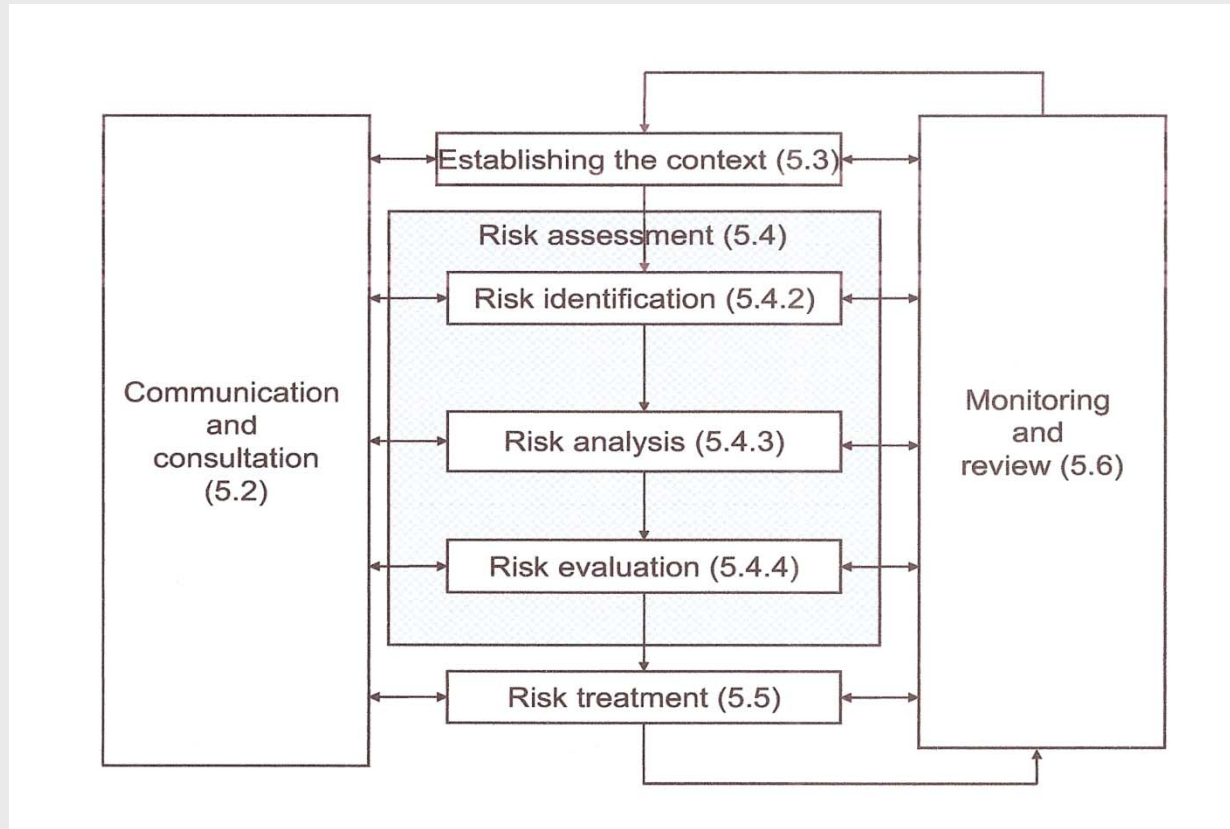 Establishing the context (5.3)
Risk assessment (5.4)
Risk identification (5.4.2)
Communication
and
consultation
(5.2)
Risk analysis (5.4.3)
Monitoring
and
review (5.6)
Risk evaluation (5.4.4)
Risk treatment (5.5)